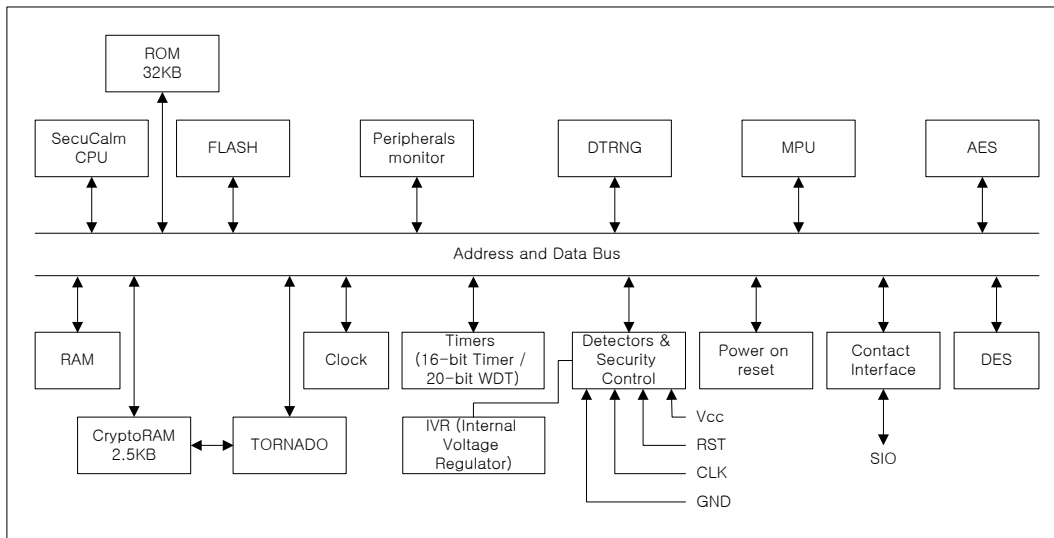 ROM
32KB
SecuCalm
CPU
FLASH
Peripherals
monitor
DTRNG
MPU
AES
Address and Data Bus
RAM
Clock
Timers
(16-bit Timer /
20-bit WDT)
Detectors &
Security
Control
Power on
reset
Contact
Interface
DES
CryptoRAM
2.5KB
TORNADO
IVR (Internal
Voltage
Regulator)
Vcc
RST
CLK
GND
SIO